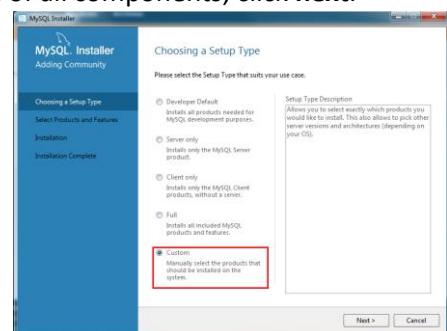 of all components, click Next.
MySQL Installer
MySQL. Installer
Adding Community
Choosing a Setup Type
Select Products and Features
Installation
Installation Complete
Choosing a Setup Type
Please select the Setup Type that suits your use case.
Developer Default
Installs all products needed for
MySQL development purposes.
Server only
Installs only the MySQL Server
product.
Client only
Installs only the MySQL Client
products, without a server.
Full
Installs all included MySQL
products and features.
Custom
Manually select the products that
should be installed on the
system.
Setup Type Description
Allows you to select exactly which products you
would like to install. This also allows to pick other
server versions and architectures (depending on
your OS).
Next >
Cancel